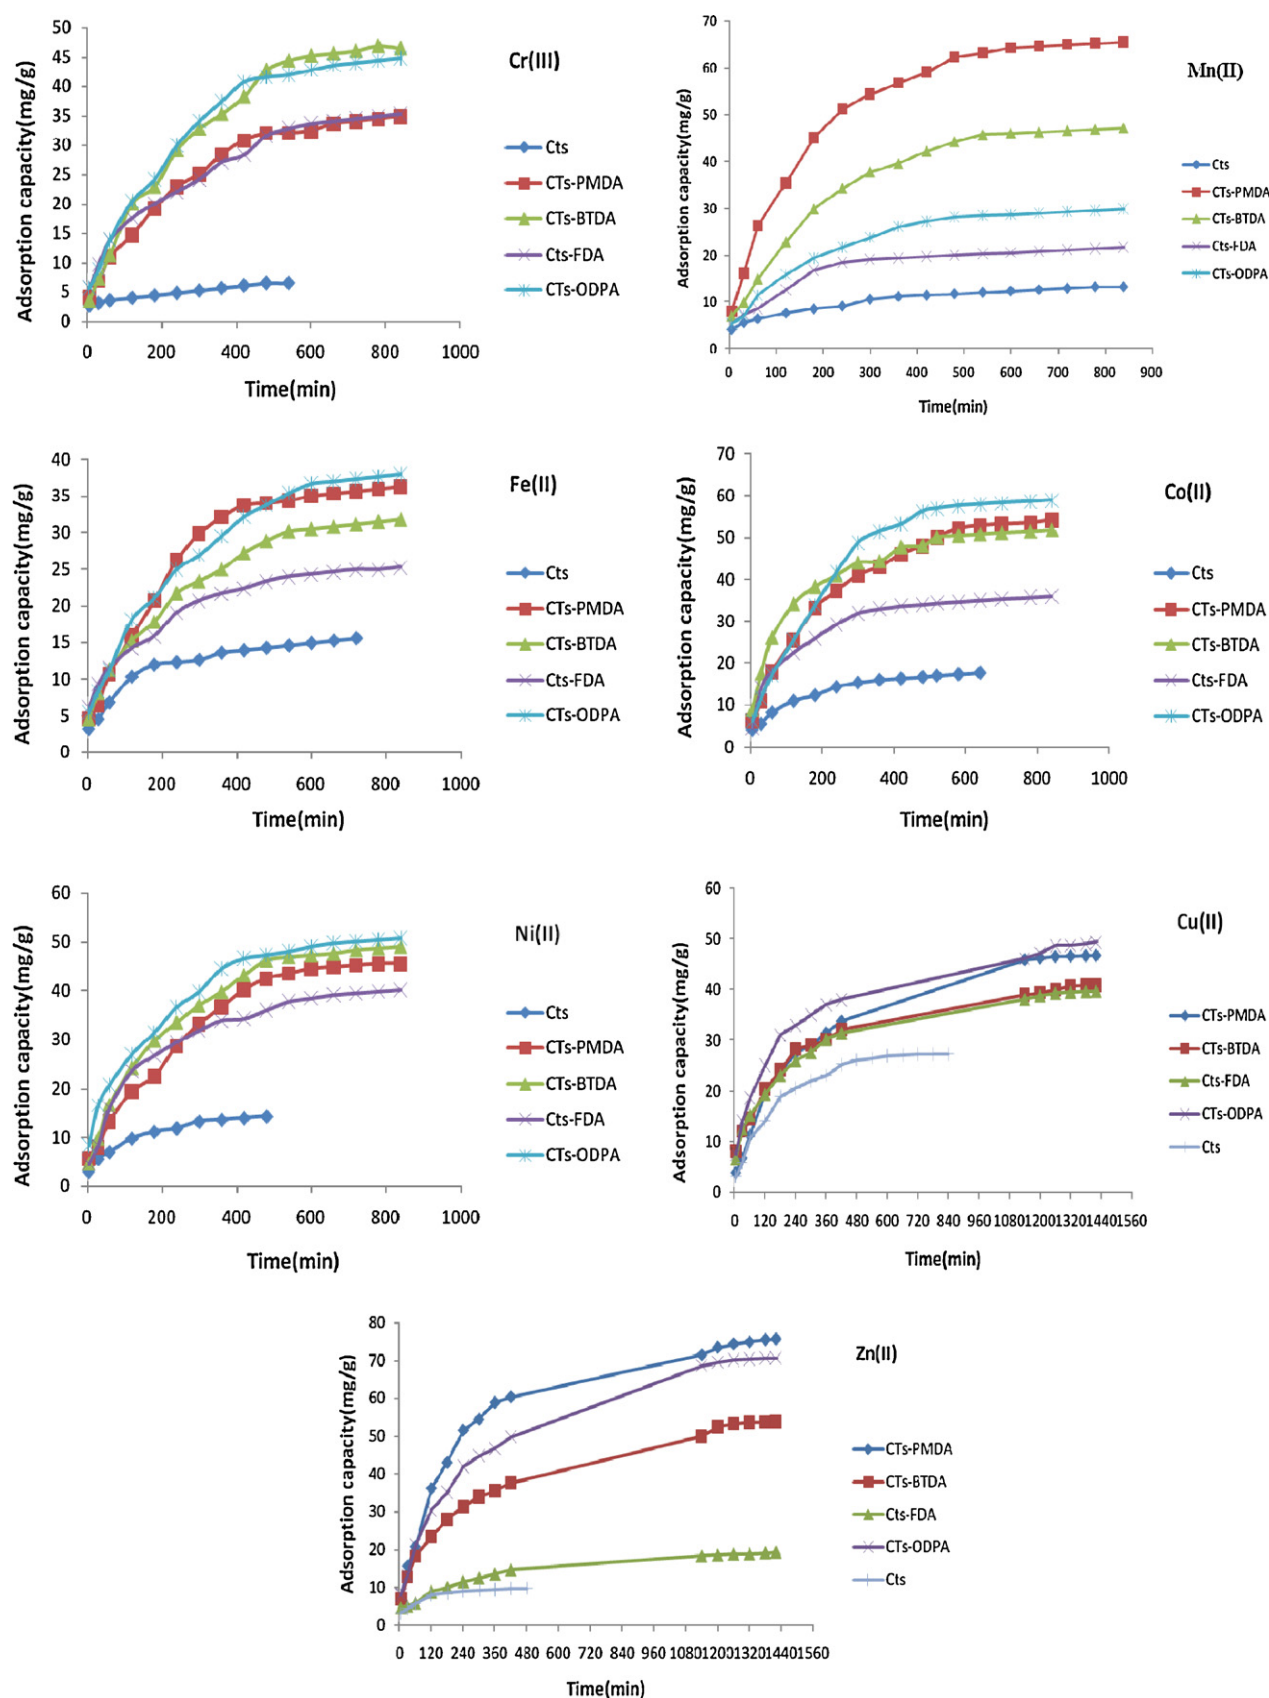 Cr(III)
Adsorption capacity(mg/g)
50
45
40
35
30
25
20
15
10
5
0
0 200 400 600 800 1000
Time(min)
Cts
CTs-PMDA
CTs-BTDA
Cts-FDA
CTs-ODPA
Mn(II)
Adsorption capacity(mg/g)
70
60
50
40
30
20
10
0
0 100 200 300 400 500 600 700 800 900
Time(min)
Cts
CTs-PMDA
CTs-BTDA
Cts-FDA
CTs-ODPA
Fe(II)
Adsorption capacity(mg/g)
40
35
30
25
20
15
10
5
0
0 200 400 600 800 1000
Time(min)
Cts
CTs-PMDA
CTs-BTDA
Cts-FDA
CTs-ODPA
Co(II)
Adsorption capacity(mg/g)
70
60
50
40
30
20
10
0
0 200 400 600 800 1000
Time(min)
Cts
CTs-PMDA
CTs-BTDA
Cts-FDA
CTs-ODPA
Ni(II)
Adsorption capacity(mg/g)
60
50
40
30
20
10
0
0 200 400 600 800 1000
Time(min)
Cts
CTs-PMDA
CTs-BTDA
Cts-FDA
CTs-ODPA
Cu(II)
Adsorption capacity(mg/g)
60
50
40
30
20
10
0
0 120 240 360 480 600 720 840 960 1080 1200 1320 1440 1560
Time(min)
CTs-PMDA
CTs-BTDA
Cts-FDA
CTs-ODPA
Cts
Zn(II)
Adsorption capacity(mg/g)
80
70
60
50
40
30
20
10
0
0 120 240 360 480 600 720 840 960 1080 1200 1320 1440 1560
Time(min)
CTs-PMDA
CTs-BTDA
Cts-FDA
CTs-ODPA
Cts